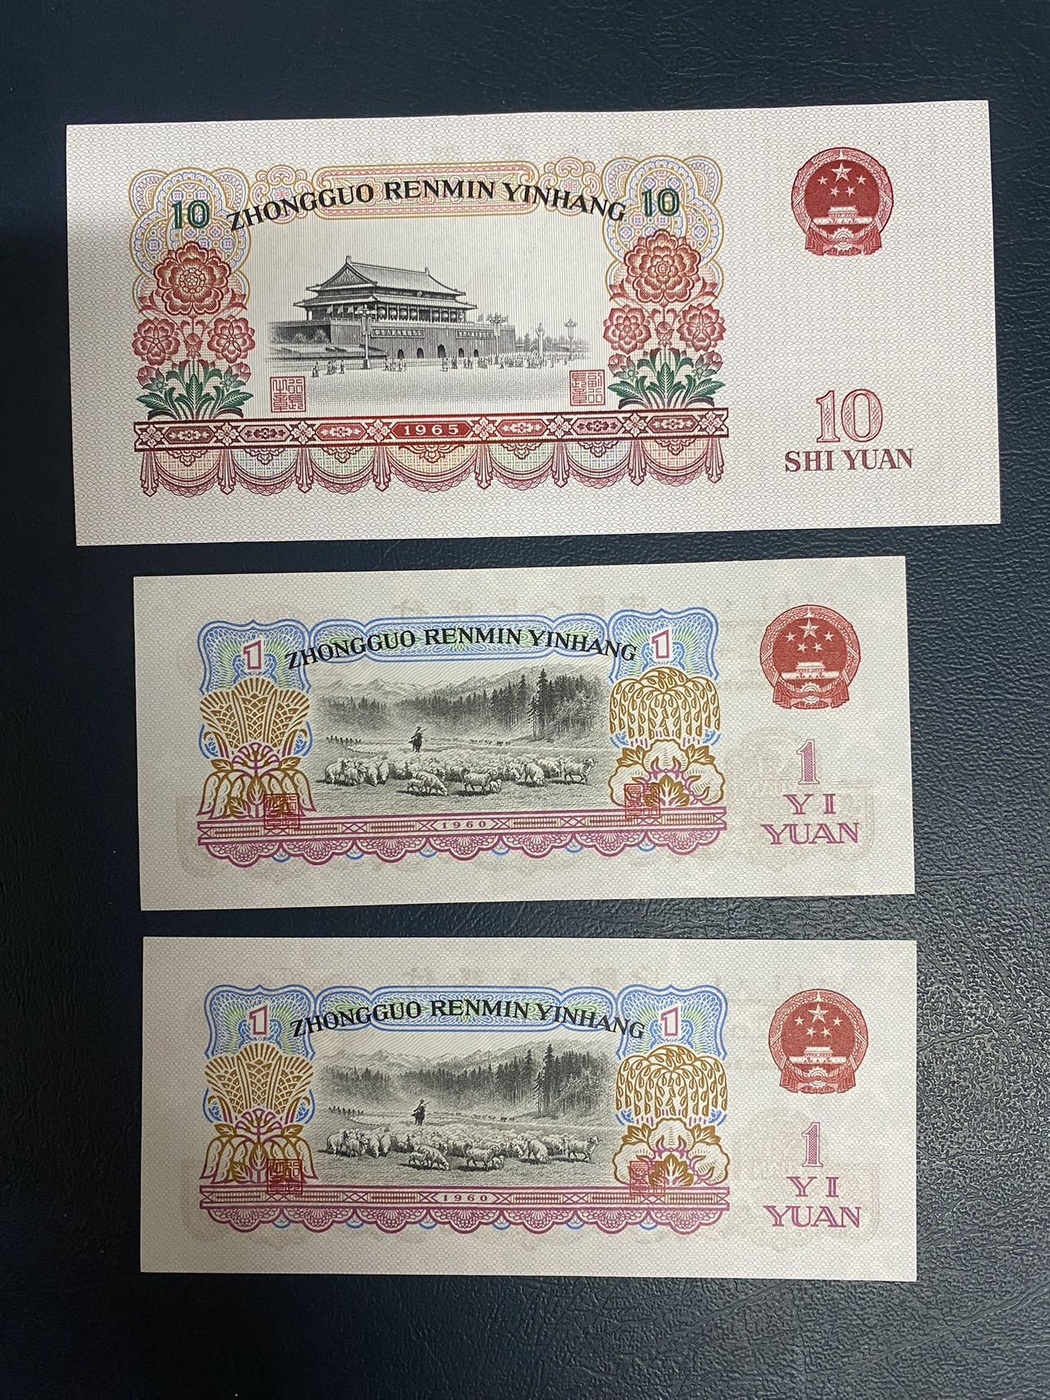 10 ZHONGGUO RENMIN YINHANG 10
1965
10
SHI YUAN
1 ZHONGGUO RENMIN YINHANG 1
1960
1
YI
YUAN
1 ZHONGGUO RENMIN YINHANG 1
1960
1
YI
YUAN